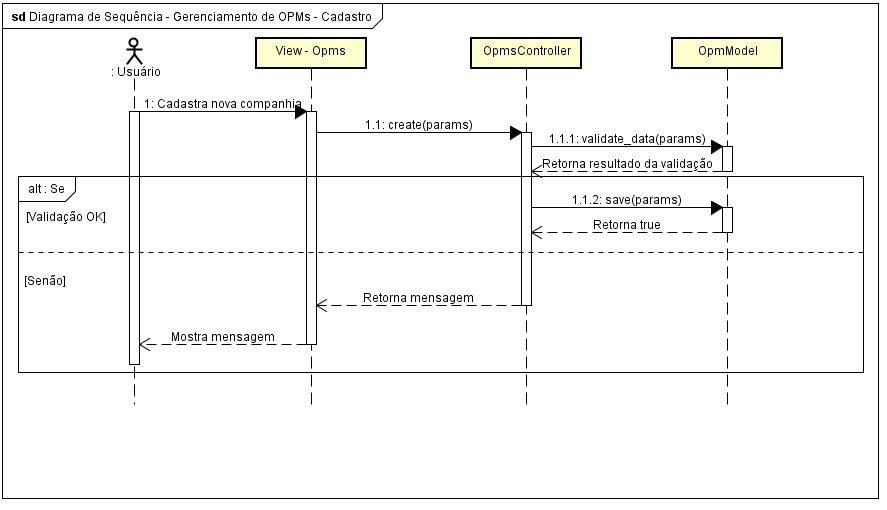 sd Diagrama de Sequência - Gerenciamento de OPMs - Cadastro
: Usuário
View - Opms
OpmsController
OpmModel
1: Cadastra nova companhia
1.1: create(params)
1.1.1: validate_data(params)
Retorna resultado da validação
alt : Se
[Validação OK]
1.1.2: save(params)
Retorna true
[Senão]
Retorna mensagem
Mostra mensagem